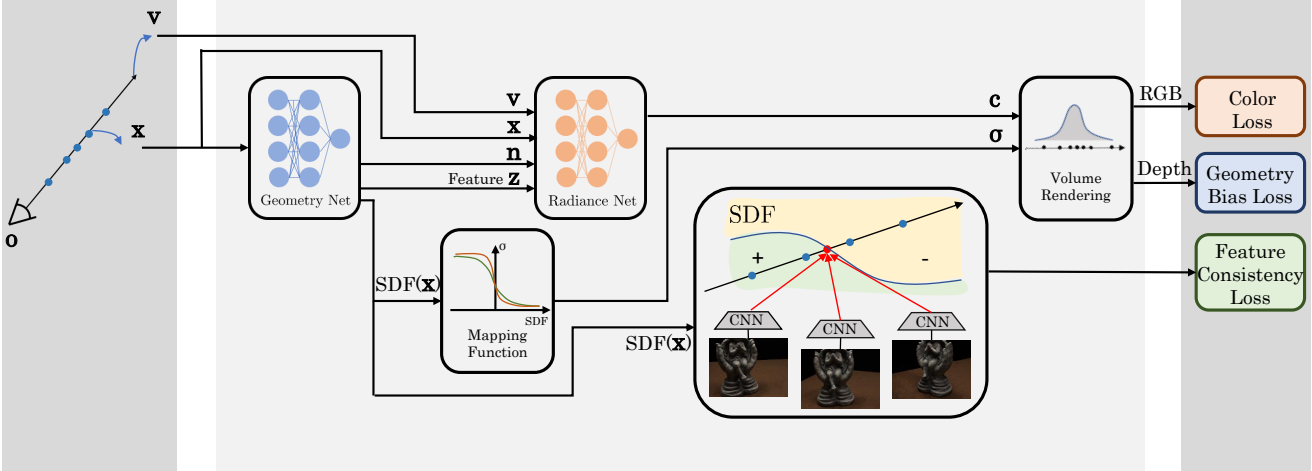 v
x
o
Geometry Net
v
x
n
Feature z
Radiance Net
SDF(x)
σ
SDF
Mapping
Function
SDF(x)
SDF
+
-
CNN
CNN
CNN
c
σ
Volume
Rendering
RGB
Depth
Color
Loss
Geometry
Bias Loss
Feature
Consistency
Loss